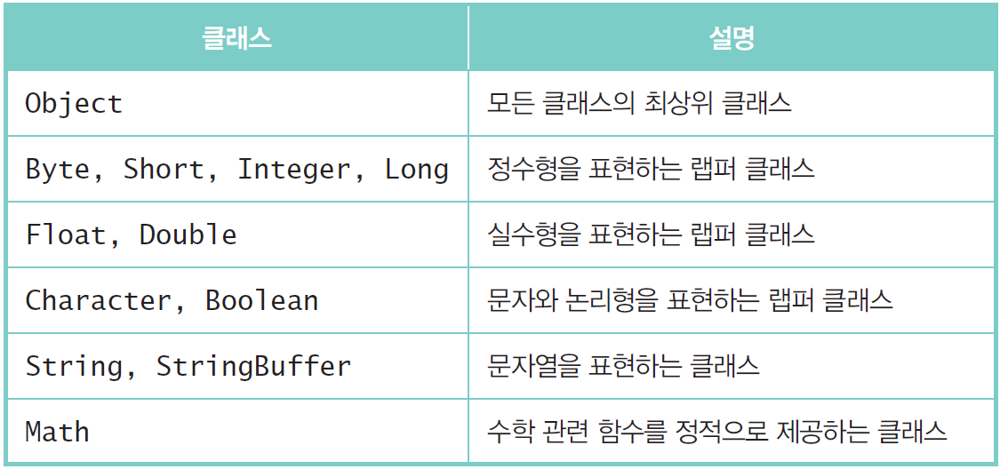 클래스 설명
Object 모든 클래스의 최상위 클래스
Byte, Short, Integer, Long 정수형을 표현하는 랩퍼 클래스
Float, Double 실수형을 표현하는 랩퍼 클래스
Character, Boolean 문자와 논리형을 표현하는 랩퍼 클래스
String, StringBuffer 문자열을 표현하는 클래스
Math 수학 관련 함수를 정적으로 제공하는 클래스